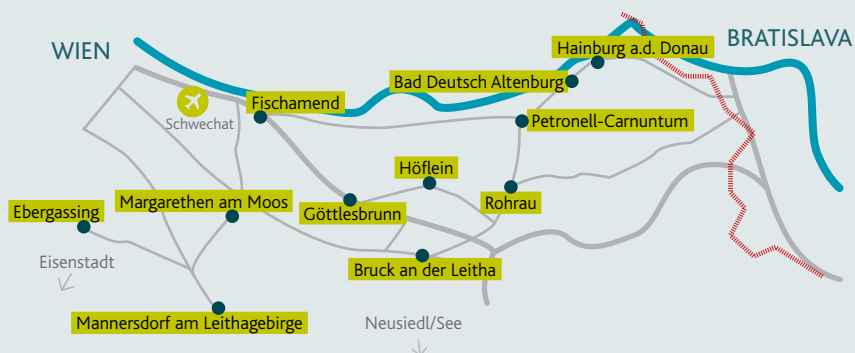 WIEN
Hainburg a.d. Donau
BRATISLAVA
Bad Deutsch Altenburg
Fischamend
Schwechat
Petronell-Carnuntum
Höflein
Margarethen am Moos
Rohrau
Ebergassing
Göttlesbrunn
Eisenstadt
Bruck an der Leitha
Mannersdorf am Leithagebirge
Neusiedl/See